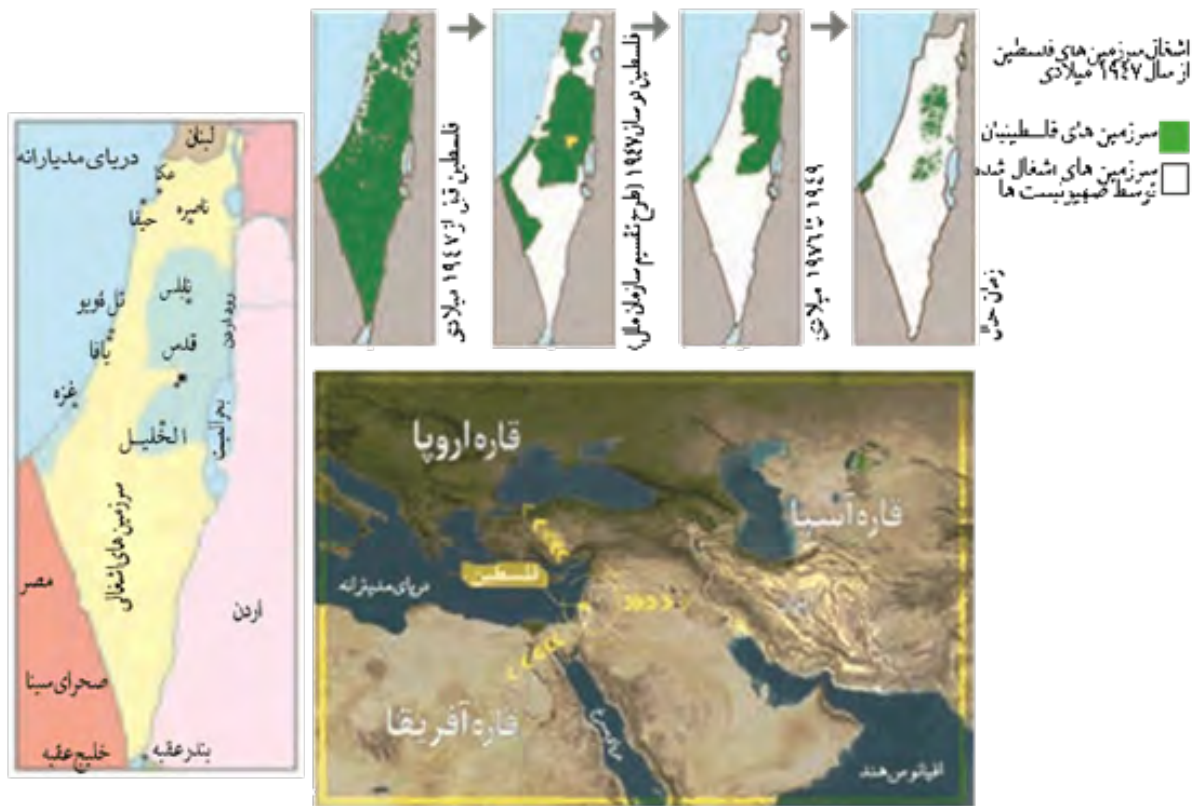 اشغال سرزمین های فلسطین
از سال ۱۹۴۷ میلادی
سرزمین های فلسطینیان
سرزمین های اشغال شده
توسط صهیونیست ها
فلسطین قبل از ۱۹۴۷ میلادی
فلسطین در سال ۱۹۴۷ (طرح تقسیم سازمان ملل)
۱۹۴۹ تا ۱۹۷۶ میلادی
زمان حال
لبنان
دریای مدیترانه
عکا
حیفا
ناصره
نابلس
تل آویو
یافا
قدس
رود اردن
غزه
الخلیل
بحرالمیت
سرزمین های اشغالی
مصر
اردن
صحرای سینا
خلیج عقبه
بندر عقبه
قاره اروپا
قاره آسیا
فلسطین
دریای مدیترانه
قاره آفریقا
اقیانوس هند